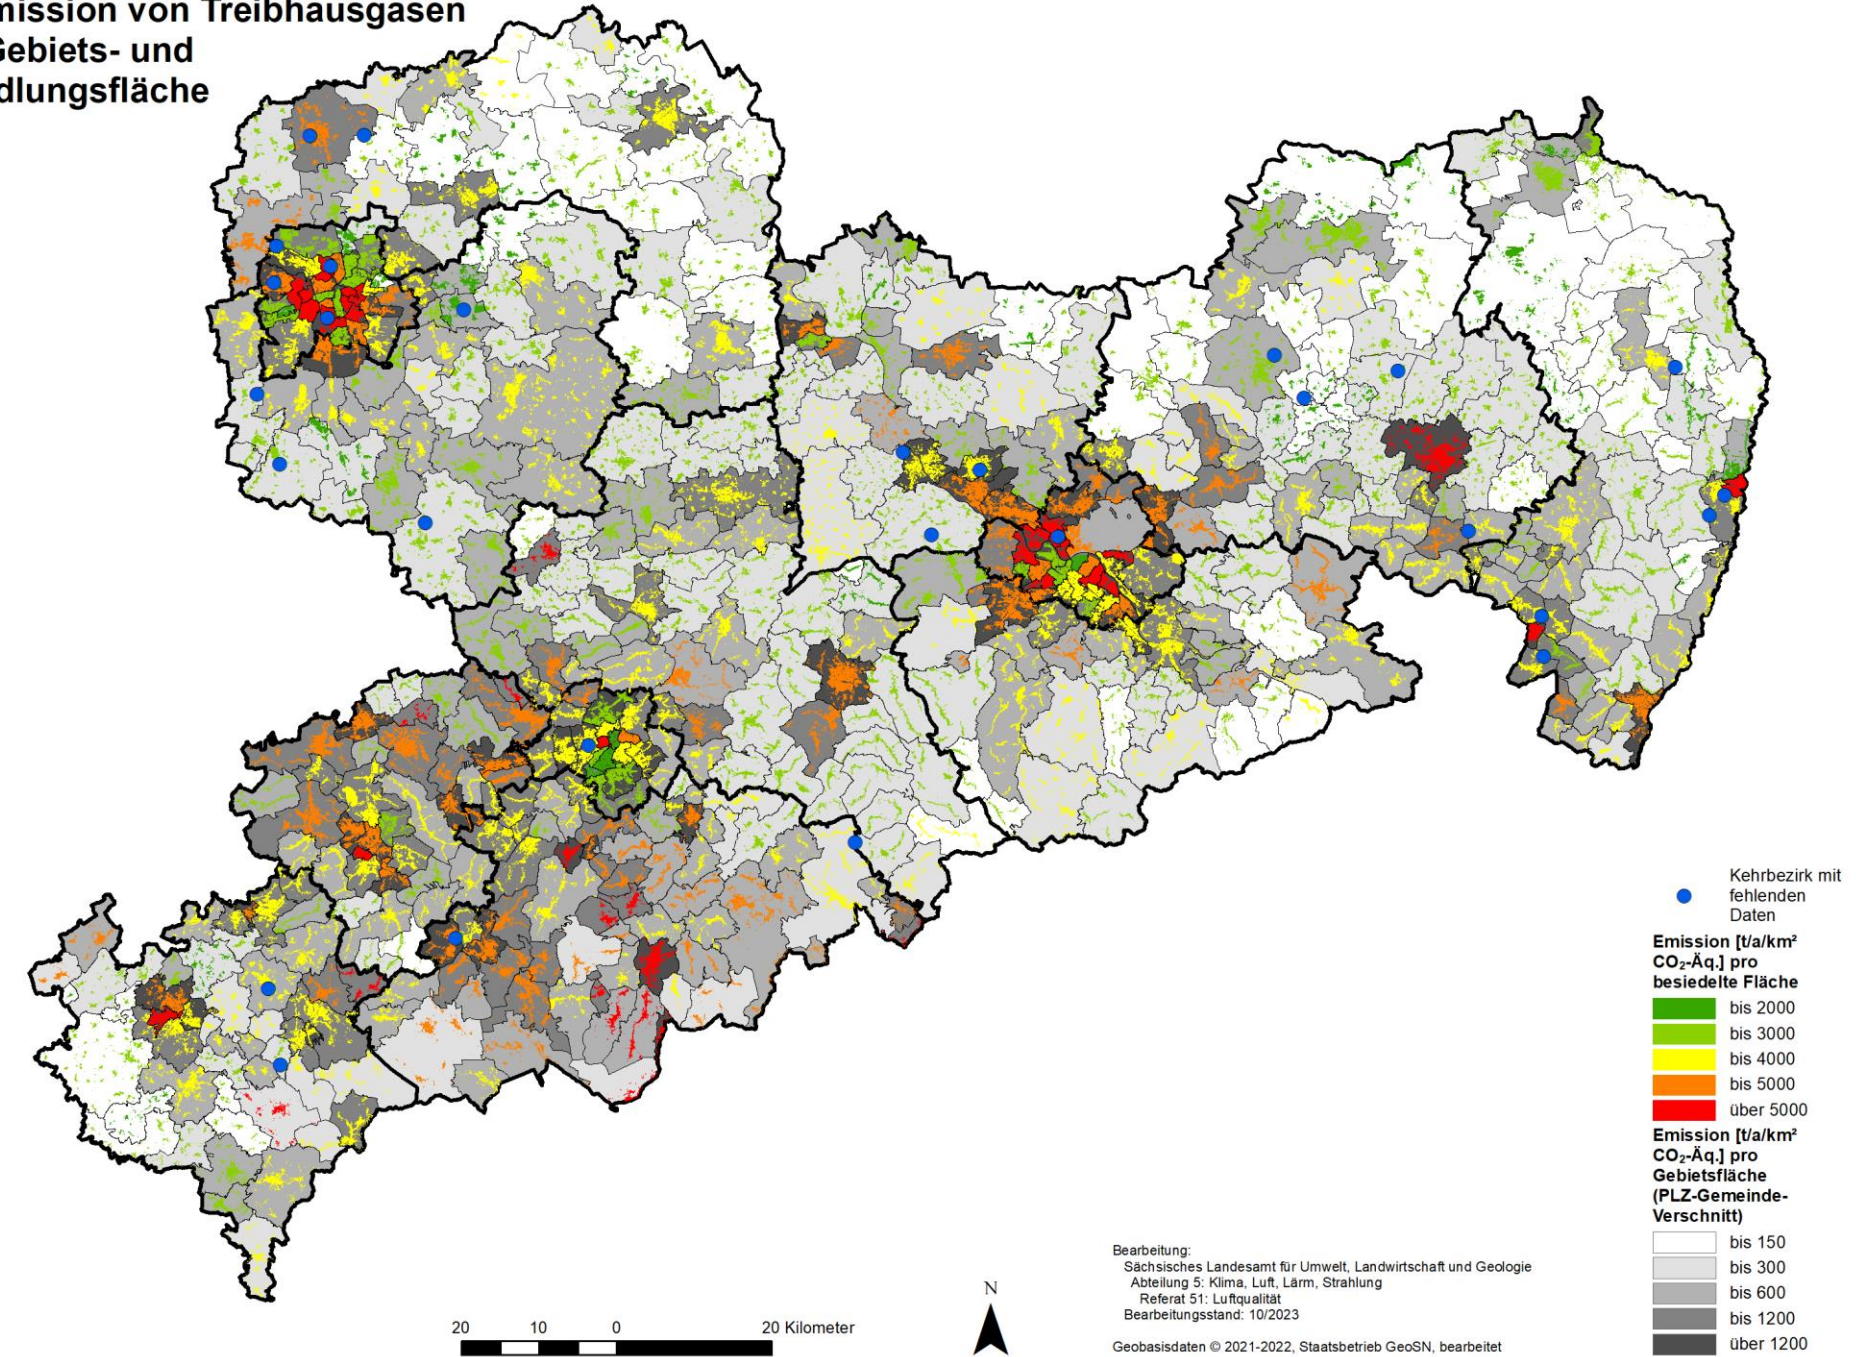 mission von Treibhausgasen
Gebiets- und
dlungsfläche
Kehrbezirk mit
fehlenden
Daten
Emission [t/a/km²
CO₂-Äq.] pro
besiedelte Fläche
bis 2000
bis 3000
bis 4000
bis 5000
über 5000
Emission [t/a/km²
CO₂-Äq.] pro
Gebietsfläche
(PLZ-Gemeinde-
Verschnitt)
bis 150
bis 300
bis 600
bis 1200
über 1200
Bearbeitung:
Sächsisches Landesamt für Umwelt, Landwirtschaft und Geologie
Abteilung 5: Klima, Luft, Lärm, Strahlung
Referat 51: Luftqualität
Bearbeitungsstand: 10/2023
Geobasisdaten © 2021-2022, Staatsbetrieb GeoSN, bearbeitet
N
20 10 0 20 Kilometer